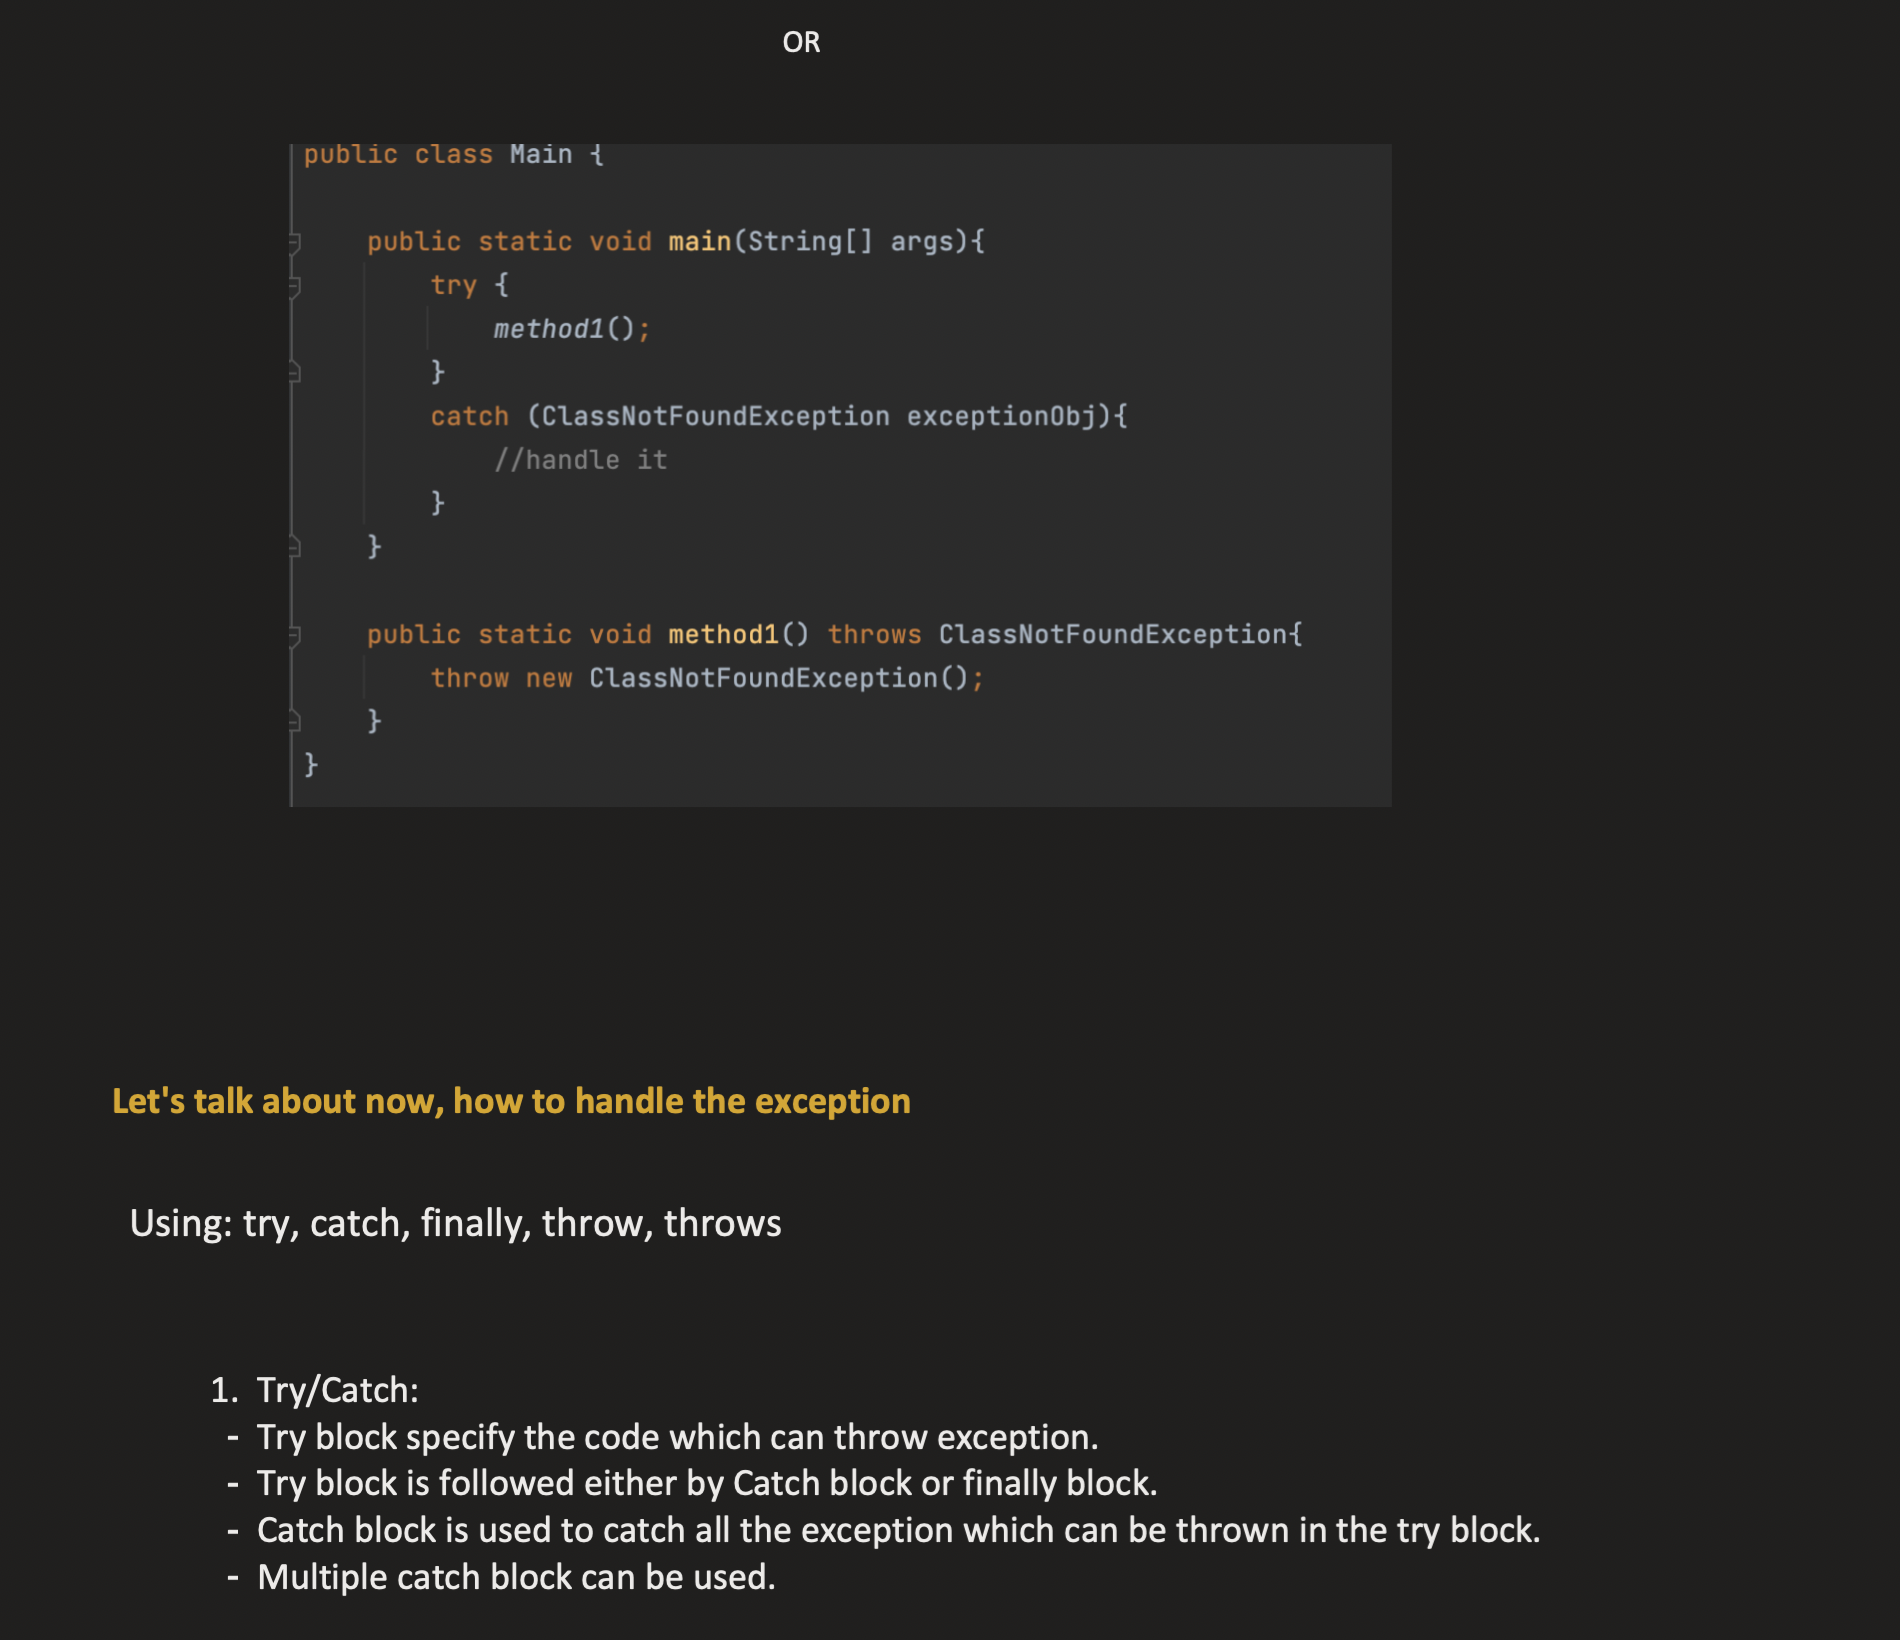 OR
public class Main {
public static void main(String[] args){
try {
method1();
}
catch (ClassNotFoundException exceptionObj){
//handle it
}
}
public static void method1() throws ClassNotFoundException{
throw new ClassNotFoundException();
}
}
Let's talk about now, how to handle the exception
Using: try, catch, finally, throw, throws
1. Try/Catch:
- Try block specify the code which can throw exception.
- Try block is followed either by Catch block or finally block.
- Catch block is used to catch all the exception which can be thrown in the try block.
- Multiple catch block can be used.